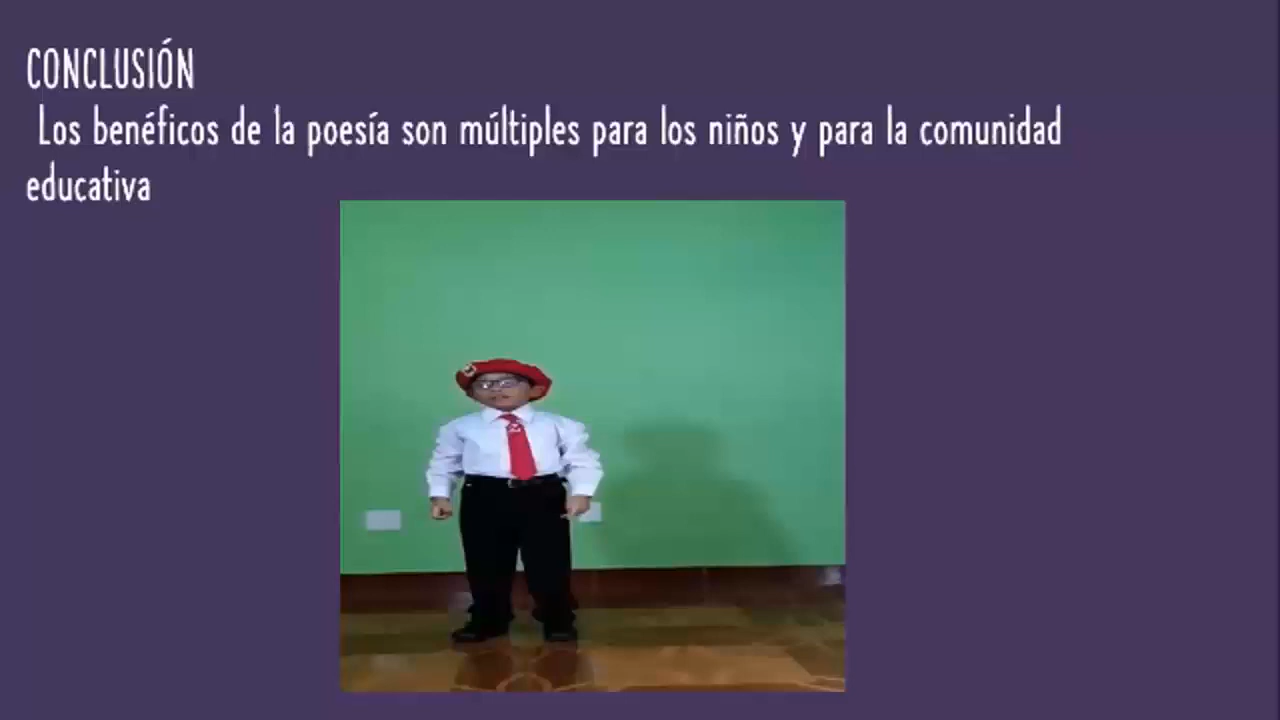 CONCLUSIÓN
Los benéficos de la poesía son múltiples para los niños y para la comunidad
educativa